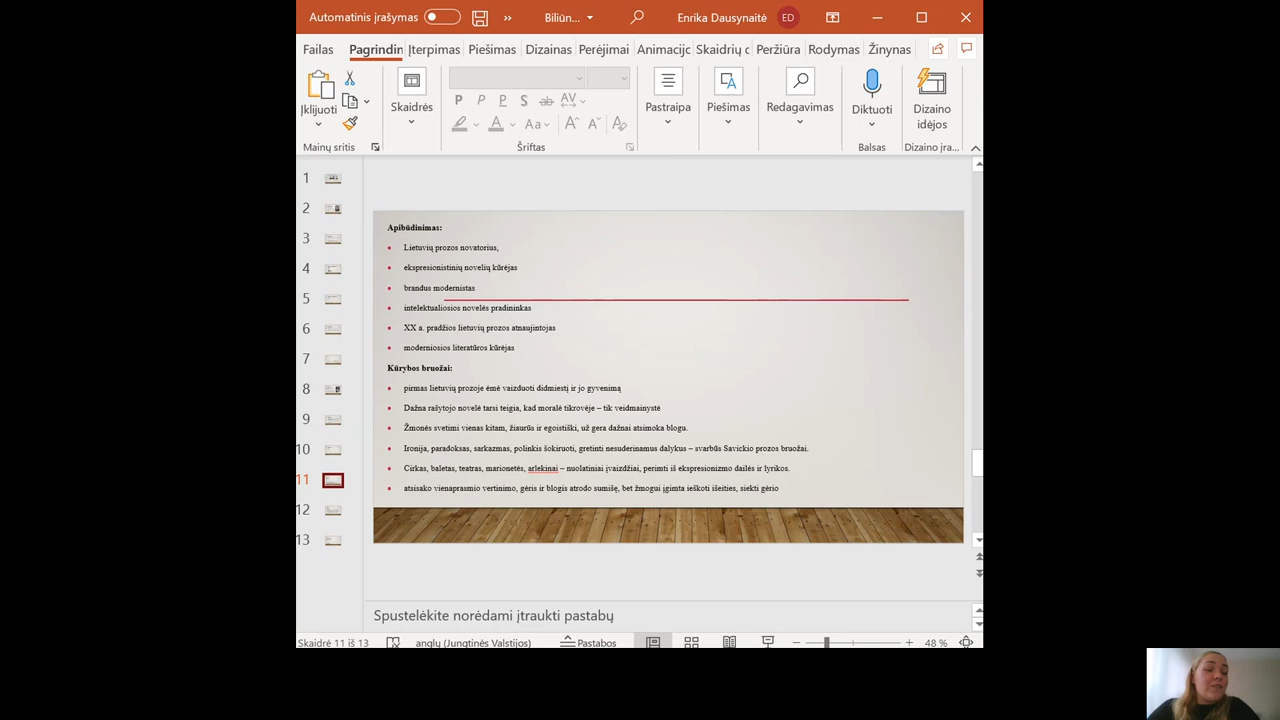 Automatinis įrašymas
»
Biliūn...
Enrika Dausynaitė
ED
Failas
Pagrindin
Įterpimas
Piešimas
Dizainas
Perėjimai
Animacijc
Skaidrių c
Peržiūra
Rodymas
Žinynas
Įklijuoti
Skaidrės
P P P S ab AV
Aa A A
Pastraipa
Piešimas
Redagavimas
Diktuoti
Dizaino
idėjos
Mainų sritis
Šriftas
Balsas
Dizaino įra...
1
2
3
4
5
6
7
8
9
10
11
12
13
Apibūdinimas:
Lietuvių prozos novatorius,
ekspresionistinių novelių kūrėjas
brandus modernistas
intelektualiosios novelės pradininkas
XX a. pradžios lietuvių prozos atnaujintojas
moderniosios literatūros kūrėjas
Kūrybos bruožai:
pirmas lietuvių prozoje ėmė vaizduoti didmiestį ir jo gyvenimą
Dažna rašytojo novelė tarsi teigia, kad moralė tikrovėje – tik veidmainystė
Žmonės svetimi vienas kitam, žiaurūs ir egoistiški, už gera dažnai atsimoka blogu.
Ironija, paradoksas, sarkazmas, polinkis šokiruoti, gretinti nesuderinamus dalykus – svarbūs Savickio prozos bruožai.
Cirkas, baletas, teatras, marionetės, arlekinai – nuolatiniai įvaizdžiai, perimti iš ekspresionizmo dailės ir lyrikos.
atsisako vienaprasmio vertinimo, gėris ir blogis atrodo sumišę, bet žmogui įgimta ieškoti išeities, siekti gėrio
Spustelėkite norėdami įtraukti pastabų
Skaidrė 11 iš 13
anglų (Jungtinės Valstijos)
Pastabos
48 %